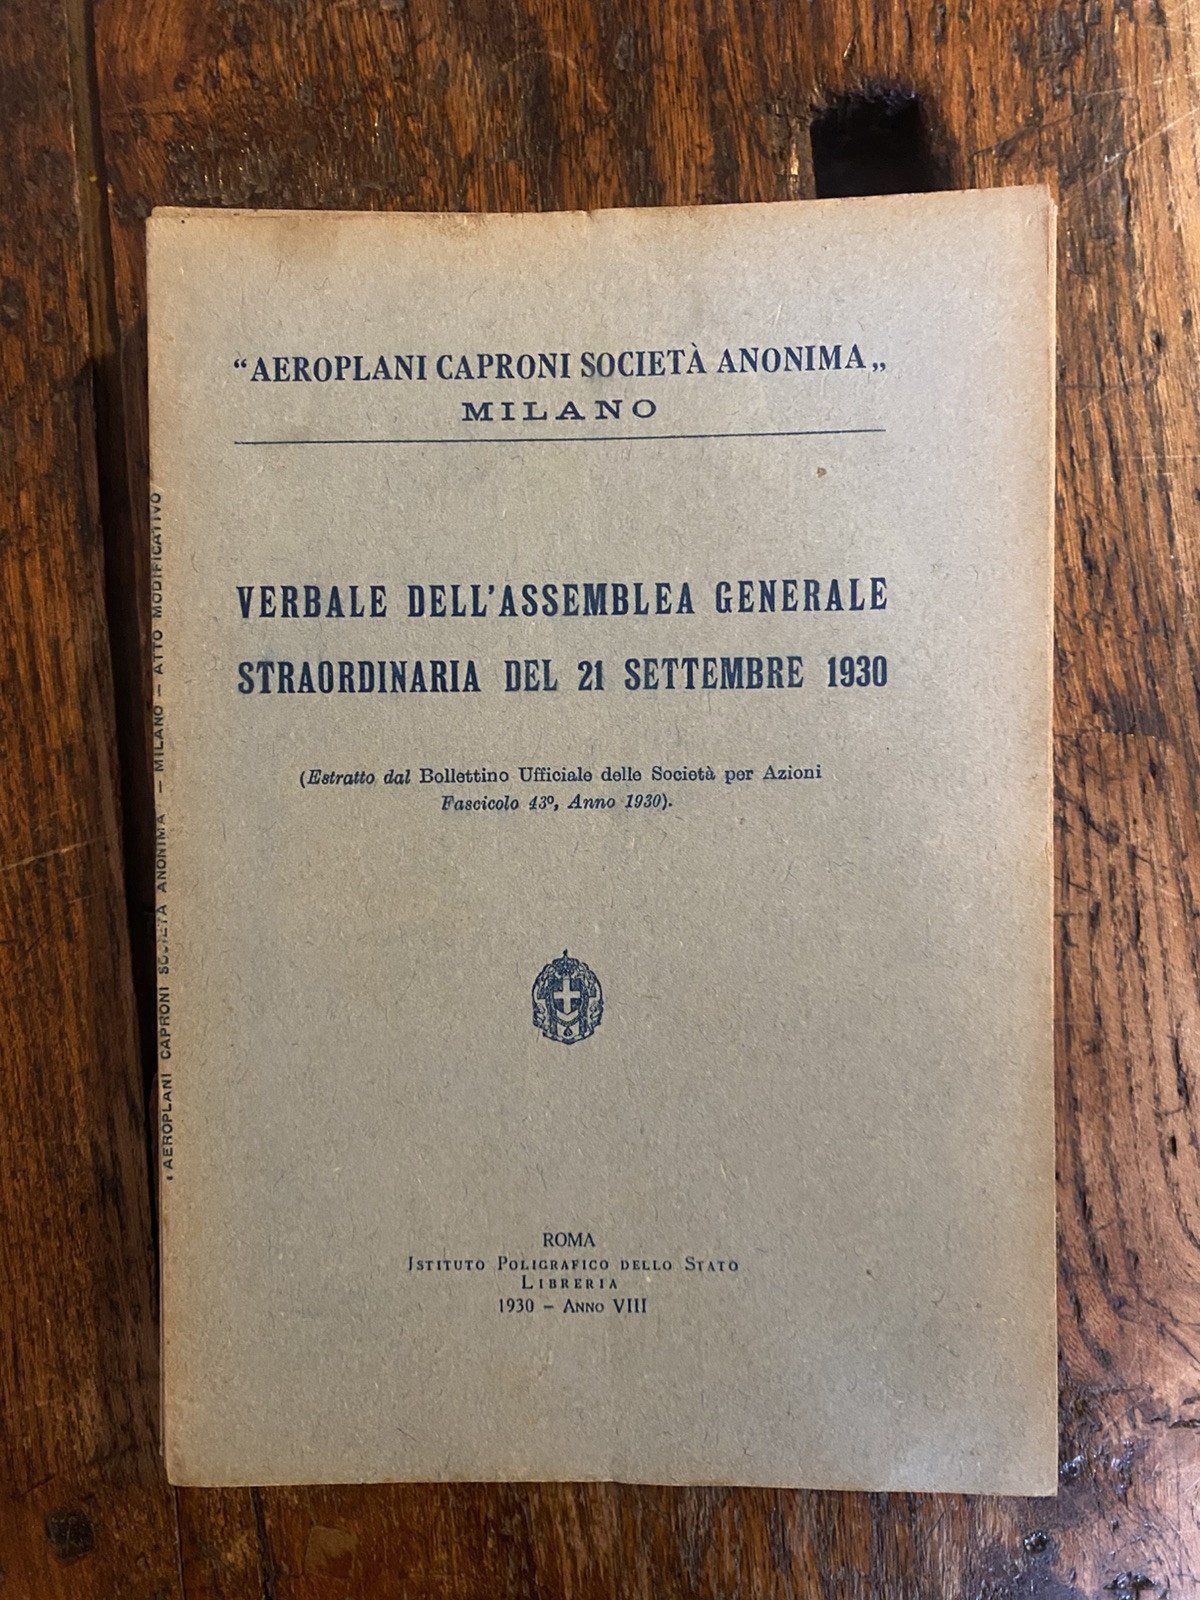 “AEROPLANI CAPRONI SOCIETÀ ANONIMA„
MILANO
VERBALE DELL'ASSEMBLEA GENERALE
STRAORDINARIA DEL 21 SETTEMBRE 1930
(Estratto dal Bollettino Ufficiale delle Società per Azioni
Fascicolo 43º, Anno 1930).
ROMA
ISTITUTO POLIGRAFICO DELLO STATO
LIBRERIA
1930 – ANNO VIII
AEROPLANI CAPRONI SOCIETÀ ANONIMA — MILANO — ATTO MODIFICATIVO